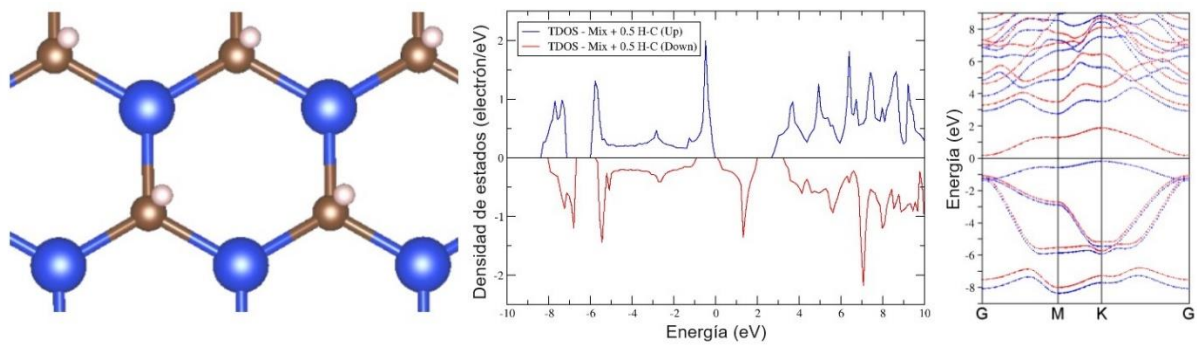 TDOS - Mix + 0.5 H-C (Up)
TDOS - Mix + 0.5 H-C (Down)
Densidad de estados (electrón/eV)
2
1
0
-1
-2
-10 -8 -6 -4 -2 0 2 4 6 8 10
Energía (eV)
Energía (eV)
8
6
4
2
0
-2
-4
-6
-8
G M K G